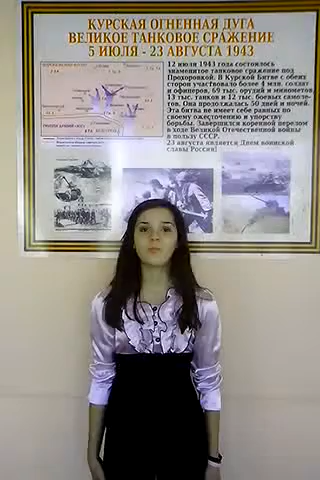 КУРСКАЯ ОГНЕННАЯ ДУГА
ВЕЛИКОЕ ТАНКОВОЕ СРАЖЕНИЕ
5 ИЮЛЯ - 23 АВГУСТА 1943
12 июля 1943 года состоялось
знаменитое танковое сражение под
Прохоровкой. В Курской Битве с обеих
сторон участвовало более 4 млн. солдат
и офицеров, 69 тыс. орудий и минометов,
13 тыс. танков и 12 тыс. боевых самоле-
тов. Она продолжалась 50 дней и ночей.
Эта битва не имеет себе равных по
своему ожесточению и упорству
борьбы. Завершился коренной перелом
в ходе Великой Отечественной войны
в пользу СССР.
23 августа является Днем воинской
славы России!